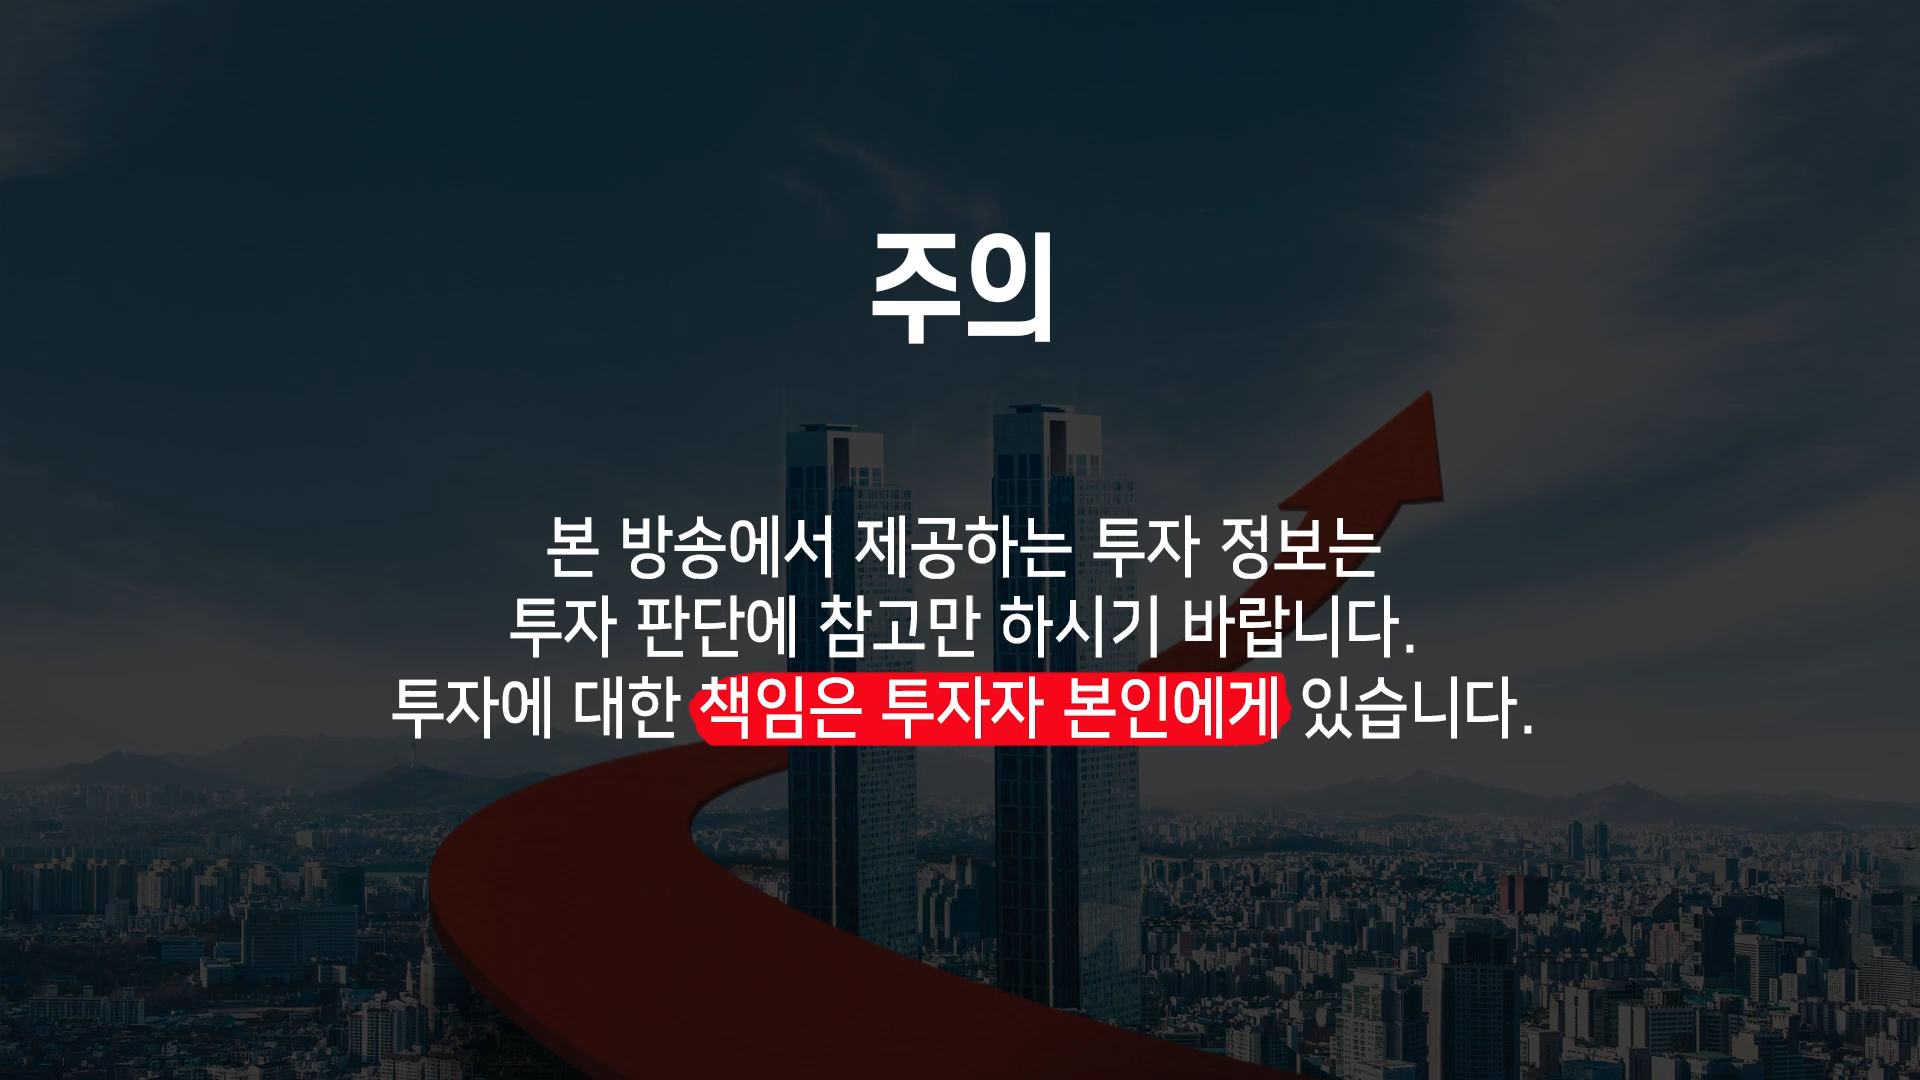 주의
본 방송에서 제공하는 투자 정보는
투자 판단에 참고만 하시기 바랍니다.
투자에 대한 책임은 투자자 본인에게 있습니다.